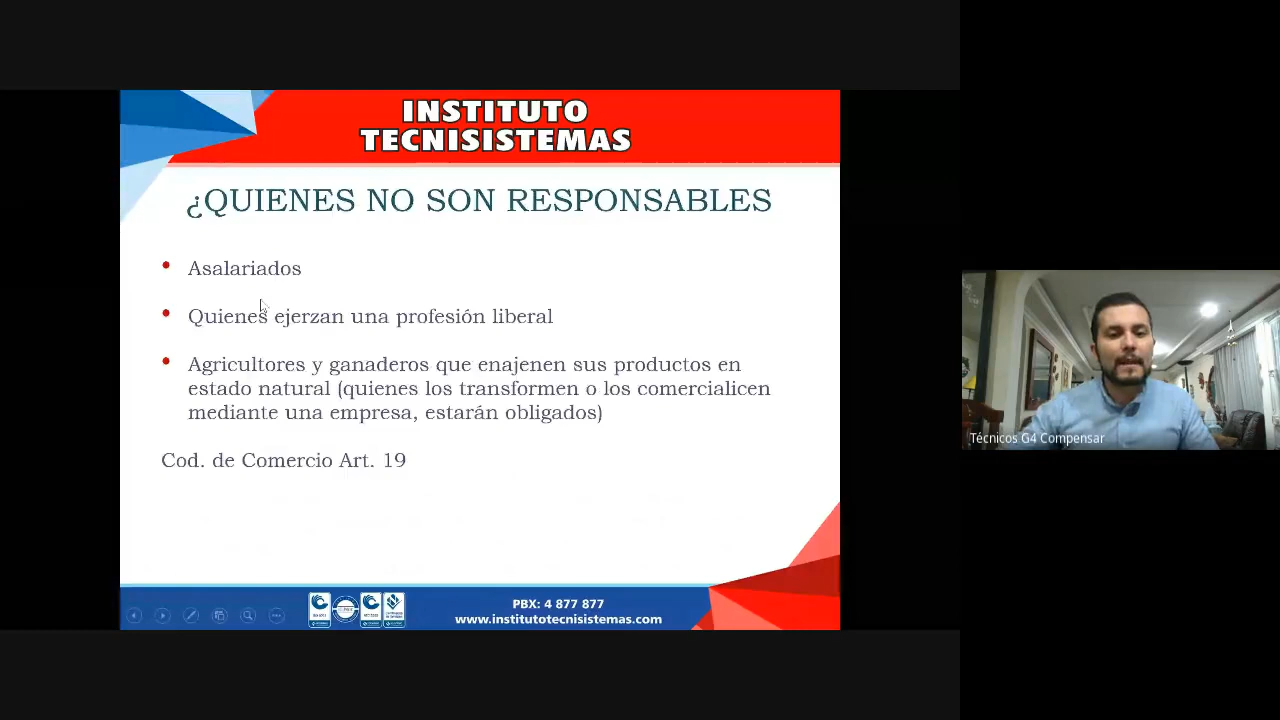 INSTITUTO
TECNISISTEMAS
¿QUIENES NO SON RESPONSABLES
• Asalariados
• Quienes ejerzan una profesión liberal
• Agricultores y ganaderos que enajenen sus productos en
estado natural (quienes los transformen o los comercialicen
mediante una empresa, estarán obligados)
Cod. de Comercio Art. 19
PBX: 4 877 877
www.institutotecnisistemas.com
Técnicos G4 Compensar